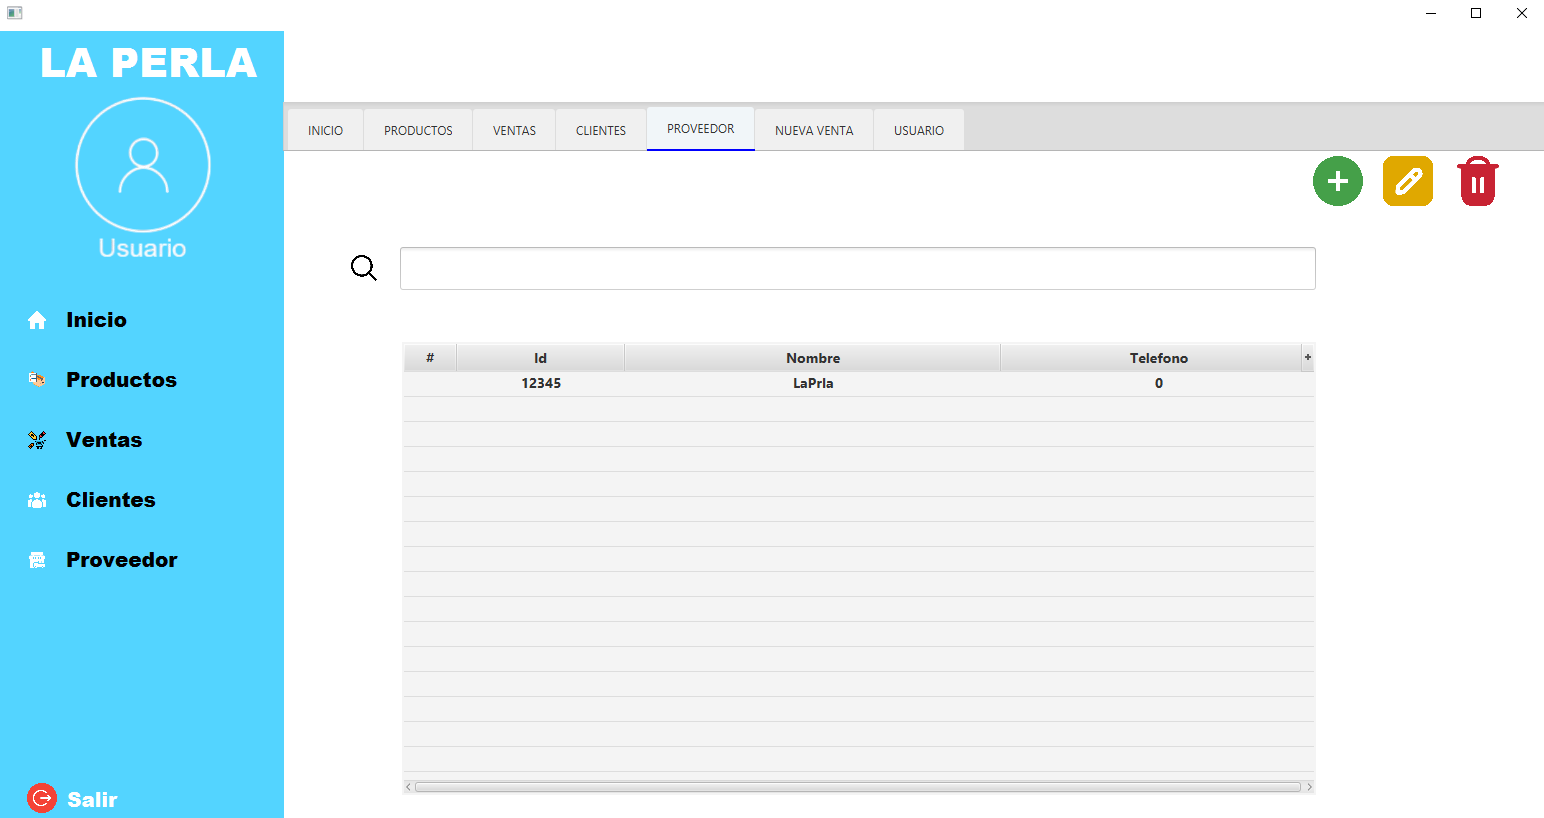 LA PERLA
Usuario
Inicio
Productos
Ventas
Clientes
Proveedor
Salir
INICIO PRODUCTOS VENTAS CLIENTES PROVEEDOR NUEVA VENTA USUARIO
# Id Nombre Telefono +
12345 LaPrla 0